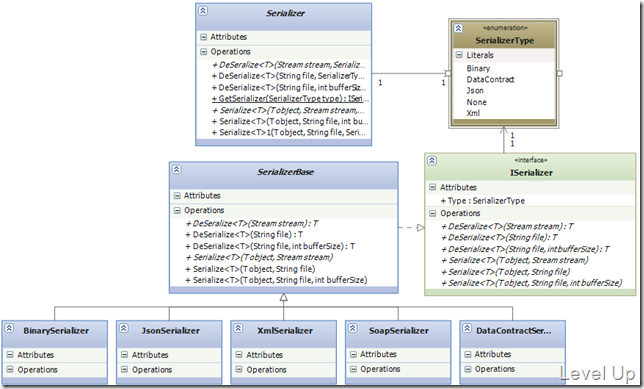 Serializer
Attributes
Operations
+ DeSeralize<T>(Stream stream,Serializ...
+ DeSerialize<T>(String file, SerializerTy...
+ DeSerialize<T>(String file, int bufferSiz...
+ GetSerializer(SerializerType type) : ISeri...
+ Serialize<T>(T object, Stream stream,...
+ Serialize<T>(T object, String file, int bu...
+ Serialize<T>1(T object, String file, Seri...
«enumeration»
SerializerType
Literals
Binary
DataContract
Json
None
Xml
1
1
1
1
SerializerBase
Attributes
Operations
+ DeSeralize<T>(Stream stream) : T
+ DeSerialize<T>(String file) : T
+ DeSerialize<T>(String file, int bufferSize) : T
+ Serialize<T>(T object, Stream stream)
+ Serialize<T>(T object, String file)
+ Serialize<T>(T object, String file, int bufferSize)
«interface»
ISerializer
Attributes
+ Type : SerializerType
Operations
+ DeSeralize<T>(Stream stream) : T
+ DeSerialize<T>(String file) : T
+ DeSerialize<T>(String file, intbufferSize) : T
+ Serialize<T>(T object, Stream stream)
+ Serialize<T>(T object, String file)
+ Serialize<T>(T object, String file, int bufferSize)
BinarySerializer
Attributes
Operations
JsonSerializer
Attributes
Operations
XmlSerializer
Attributes
Operations
SoapSerializer
Attributes
Operations
DataContractSer...
Attributes
Operations
Level Up